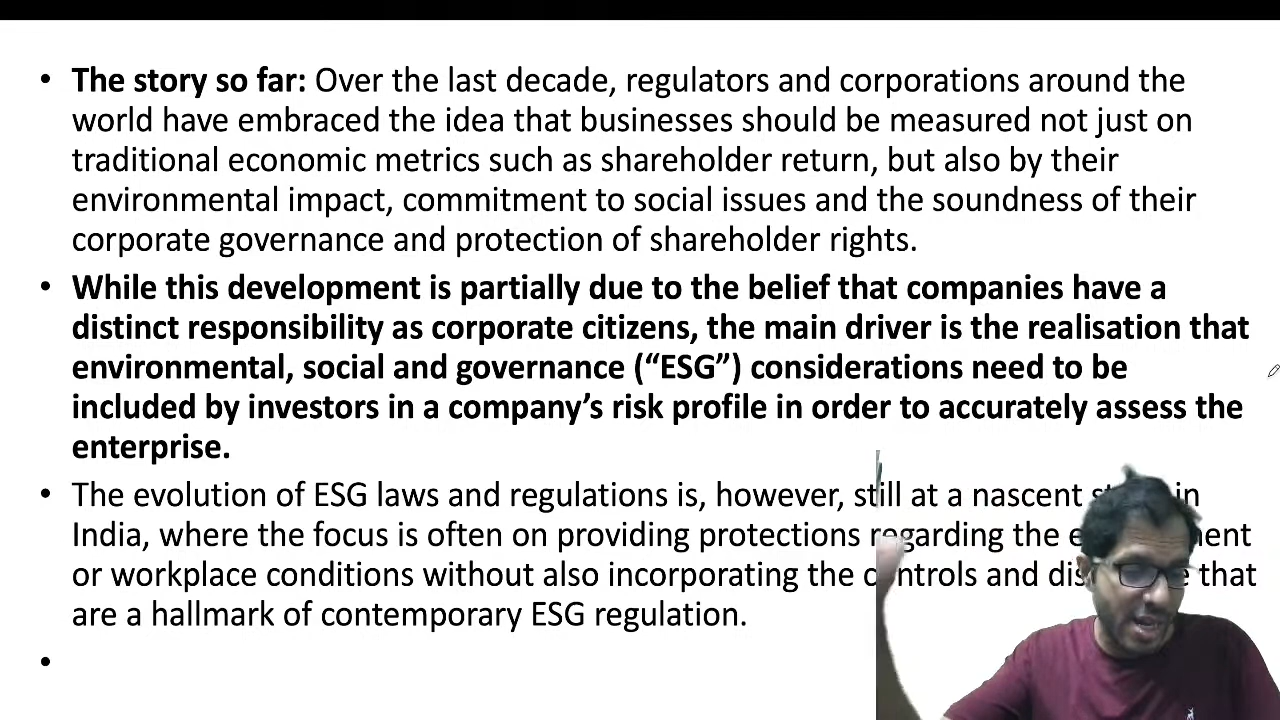 • The story so far: Over the last decade, regulators and corporations around the
world have embraced the idea that businesses should be measured not just on
traditional economic metrics such as shareholder return, but also by their
environmental impact, commitment to social issues and the soundness of their
corporate governance and protection of shareholder rights.
• While this development is partially due to the belief that companies have a
distinct responsibility as corporate citizens, the main driver is the realisation that
environmental, social and governance (“ESG”) considerations need to be
included by investors in a company’s risk profile in order to accurately assess the
enterprise.
• The evolution of ESG laws and regulations is, however, still at a nascent in
India, where the focus is often on providing protections regarding the
or workplace conditions without also incorporating the controls and that
are a hallmark of contemporary ESG regulation.
•